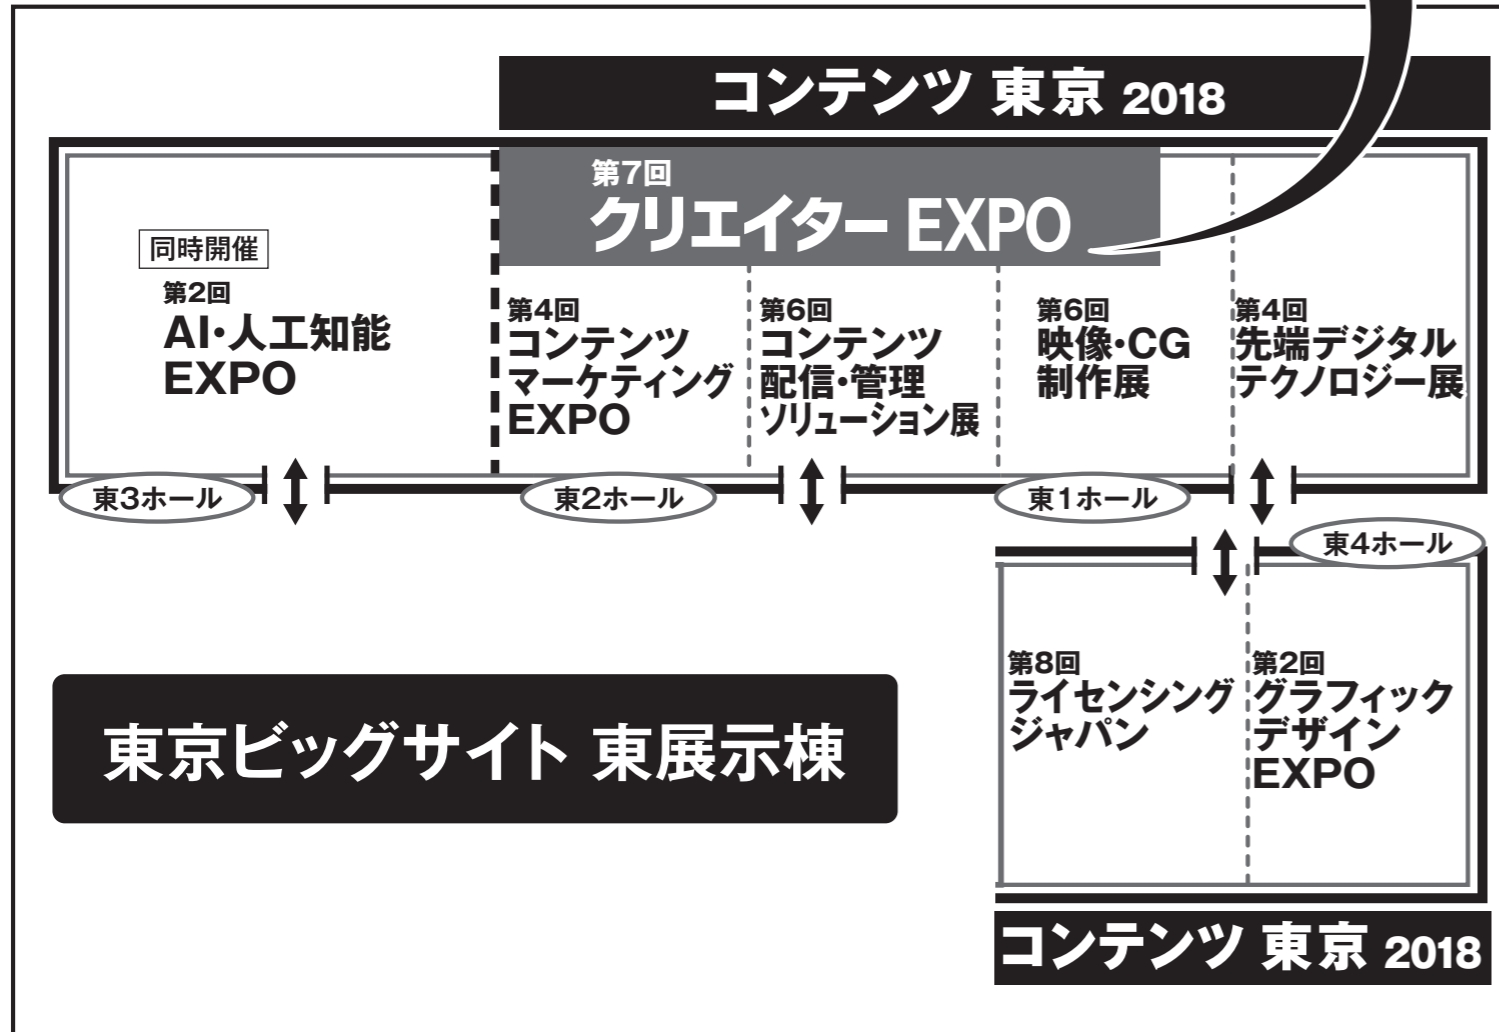 コンテンツ 東京 2018
第7回
クリエイター EXPO
同時開催
第2回
AI・人工知能
EXPO
第4回
コンテンツ
マーケティング
EXPO
第6回
コンテンツ
配信・管理
ソリューション展
第6回
映像・CG
制作展
第4回
先端デジタル
テクノロジー展
東3ホール
東2ホール
東1ホール
東4ホール
第8回
ライセンシング
ジャパン
第2回
グラフィック
デザイン
EXPO
東京ビッグサイト 東展示棟
コンテンツ 東京 2018